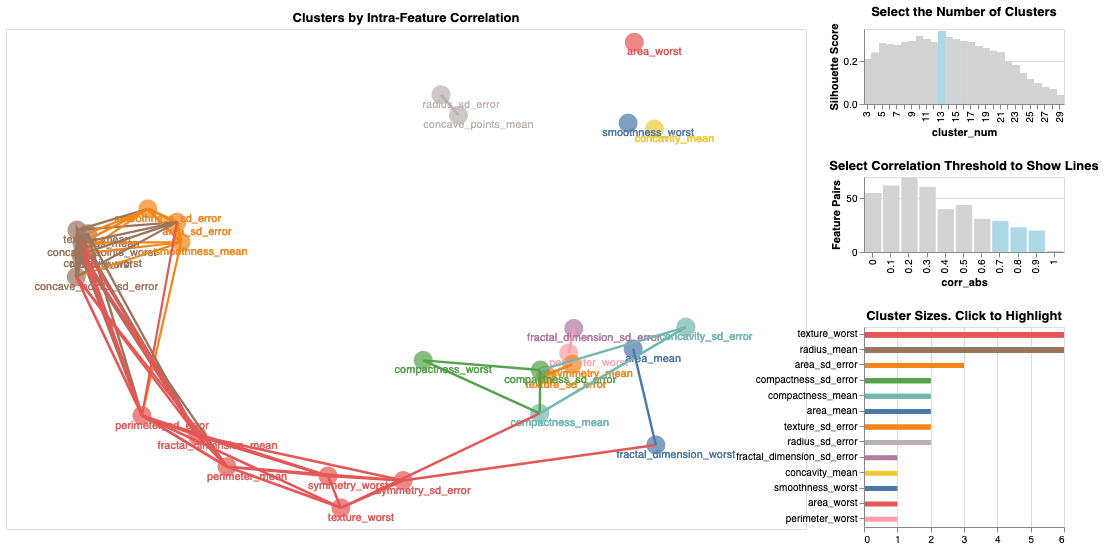 Clusters by Intra-Feature Correlation
area_worst
radius_sd_error
concave_points_mean
smoothness_worst
concavity_mean
smoothness_sd_error
area_sd_error
smoothness_mean
concave_points_sd_error
perimeter_sd_error
fractal_dimension_mean
perimeter_mean
symmetry_worst
symmetry_sd_error
texture_worst
fractal_dimension_sd_error
concavity_sd_error
perimeter_worst
area_mean
compactness_worst
symmetry_mean
compactness_sd_error
texture_sd_error
compactness_mean
fractal_dimension_worst
Select the Number of Clusters
Silhouette Score
0.2
0.0
3 5 7 9 11 13 15 17 19 21 23 25 27 29
cluster_num
Select Correlation Threshold to Show Lines
Feature Pairs
50
0
0 0.1 0.2 0.3 0.4 0.5 0.6 0.7 0.8 0.9 1
corr_abs
Cluster Sizes. Click to Highlight
texture_worst
radius_mean
area_sd_error
compactness_sd_error
compactness_mean
area_mean
texture_sd_error
radius_sd_error
fractal_dimension_sd_error
concavity_mean
smoothness_worst
area_worst
perimeter_worst
0 1 2 3 4 5 6